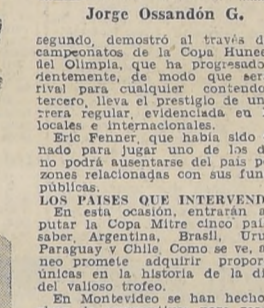 Jorge Ossandón G.
segundo, demostró al través d
campeonatos de la Copa Hunee
del Olimpia, que ha progresado
dientemente, de modo que ser
rival para cualquier contendo
tercero, lleva el prestigio de un
rrera regular, evidenciada en l
locales e internacionales.
Eric Fenner, que había sido
nado para jugar uno de los d
no podrá ausentarse del país p
zones relacionadas con sus fun
públicas.
LOS PAISES QUE INTERVEND
En esta ocasión, entrarán a
putar la Copa Mitre cinco paí
saber, Argentina, Brasil, Uru
Paraguay y Chile. Como se ve, a
neo promete adquirir propor
únicas en la historia de la di
del valioso trofeo.
En Montevideo se han hecho